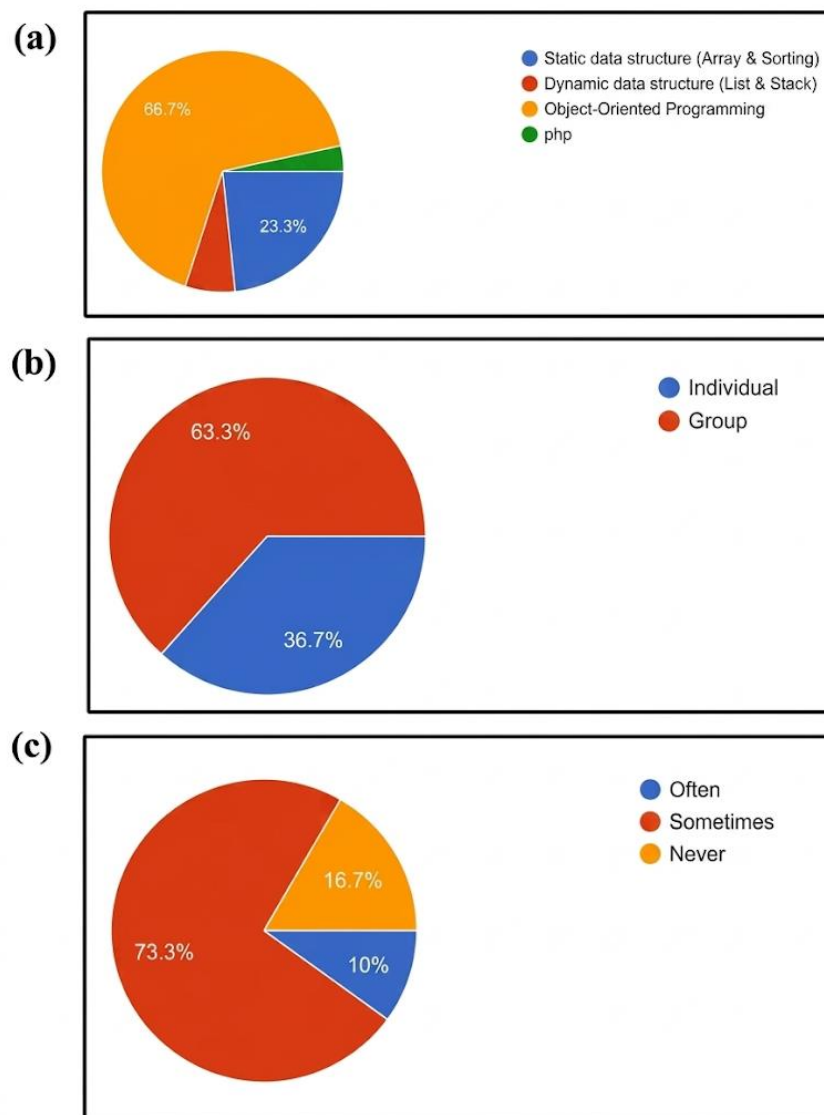 (a)
Static data structure (Array & Sorting)
Dynamic data structure (List & Stack)
Object-Oriented Programming
php
66.7%
23.3%
(b)
Individual
Group
63.3%
36.7%
(c)
Often
Sometimes
Never
16.7%
73.3%
10%